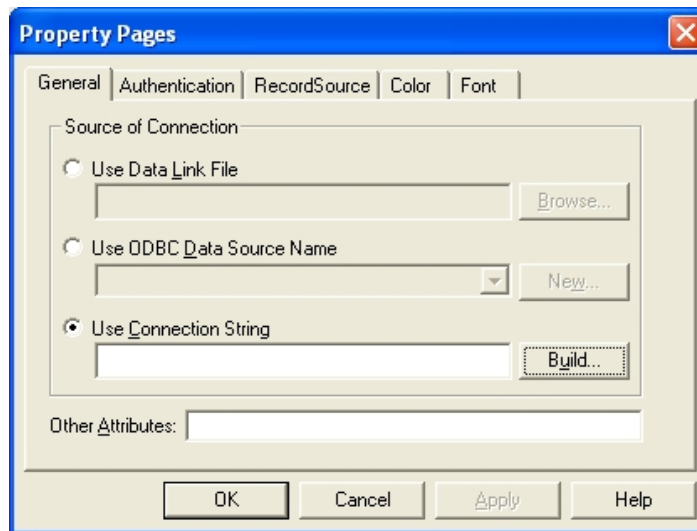 Property Pages
General Authentication RecordSource Color Font
Source of Connection
Use Data Link File
Browse...
Use ODBC Data Source Name
New...
Use Connection String
Build...
Other Attributes:
OK Cancel Apply Help